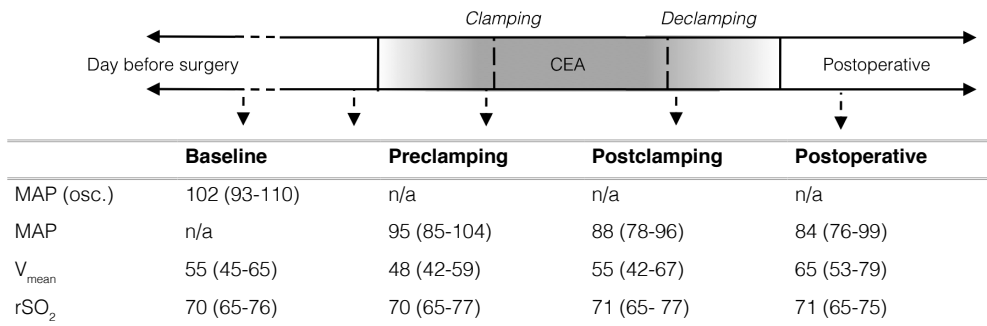 Clamping Declamping
Day before surgery CEA Postoperative
Baseline Preclamping Postclamping Postoperative
MAP (osc.) 102 (93-110) n/a n/a n/a
MAP n/a 95 (85-104) 88 (78-96) 84 (76-99)
Vmean 55 (45-65) 48 (42-59) 55 (42-67) 65 (53-79)
rSO2 70 (65-76) 70 (65-77) 71 (65- 77) 71 (65-75)